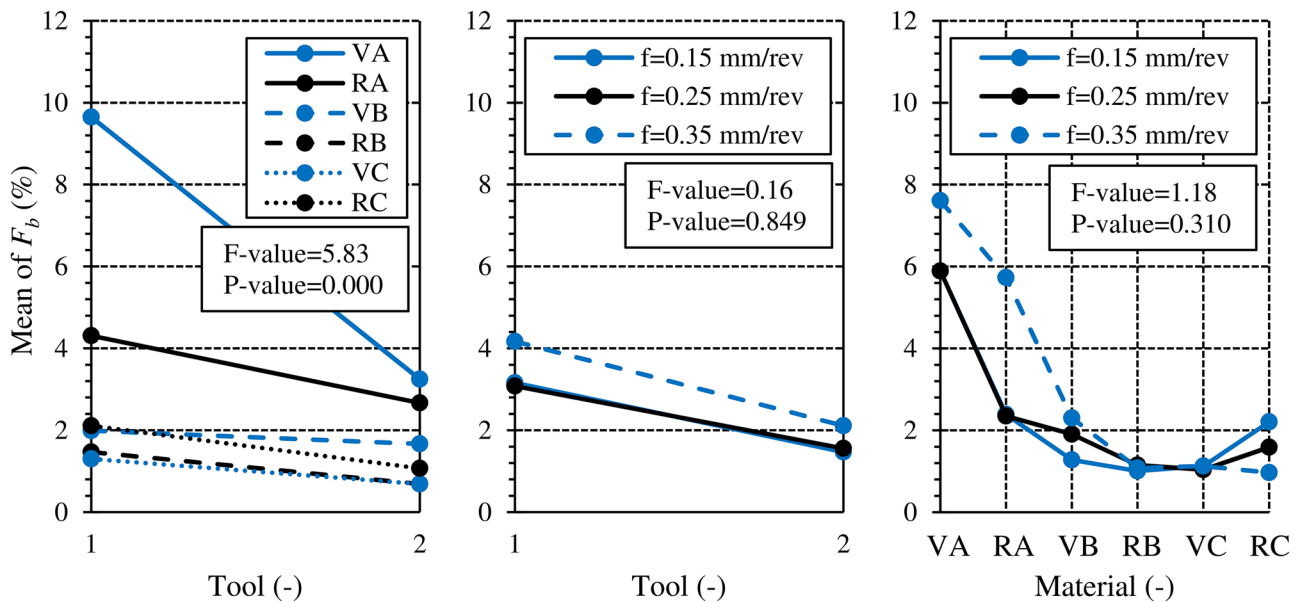 Mean of F_b (%)
12
10
8
6
4
2
0
VA
RA
VB
RB
VC
RC
F-value=5.83
P-value=0.000
1
2
Tool (-)
12
10
8
6
4
2
0
f=0.15 mm/rev
f=0.25 mm/rev
f=0.35 mm/rev
F-value=0.16
P-value=0.849
1
2
Tool (-)
12
10
8
6
4
2
0
f=0.15 mm/rev
f=0.25 mm/rev
f=0.35 mm/rev
F-value=1.18
P-value=0.310
VA RA VB RB VC RC
Material (-)